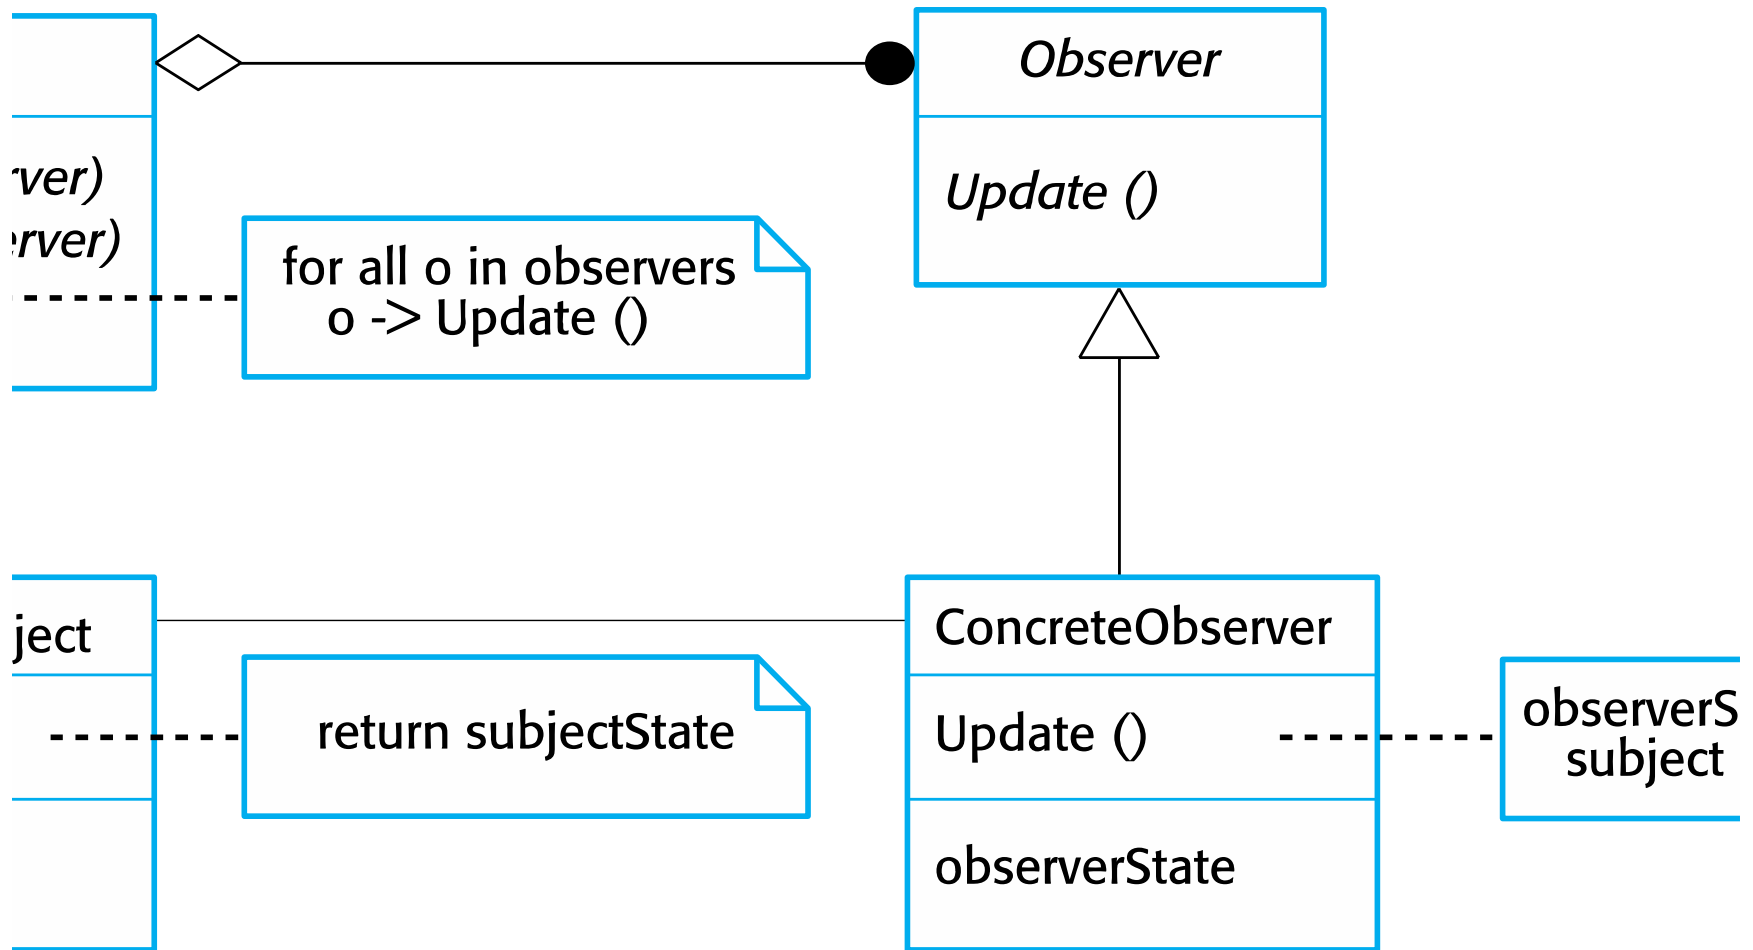 Observer
rver)
Update ()
erver)
for all o in observers
o -> Update ()
ject
ConcreteObserver
return subjectState
Update ()
observerS
subject
observerState